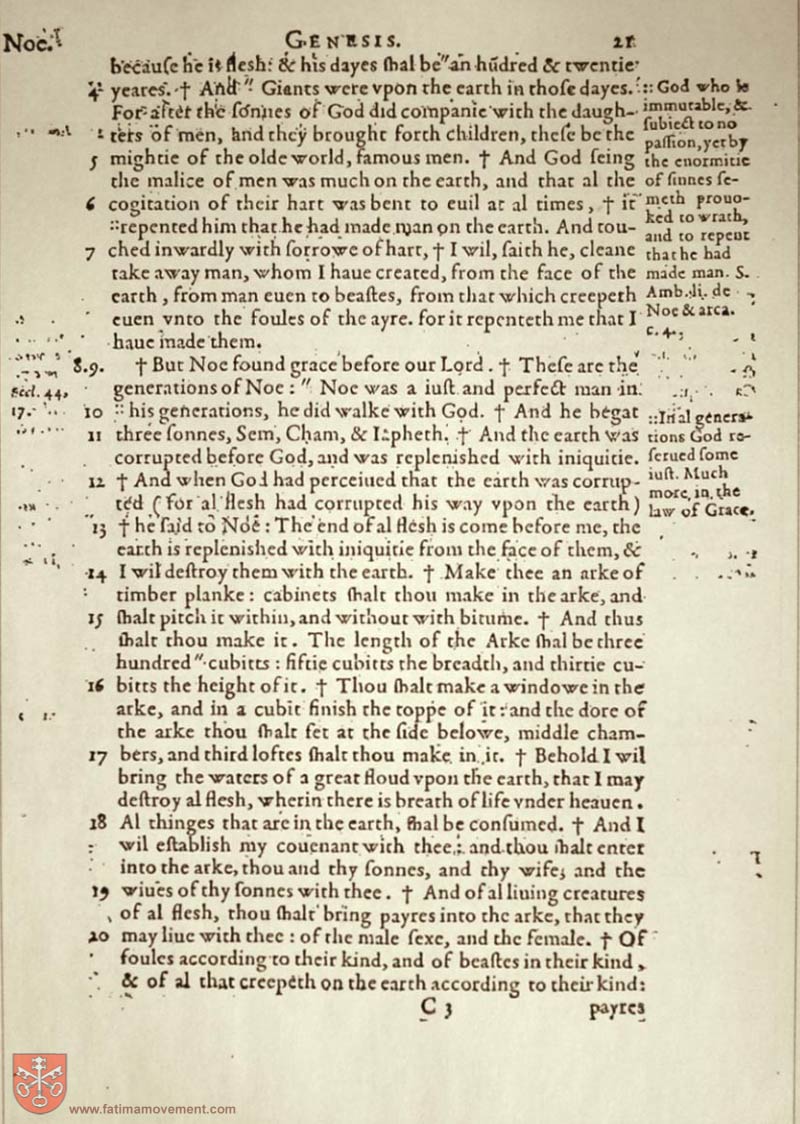 Noe.
GENESIS.
21
becauſe he is fleſh: & his dayes ſhal be " an hūdred & twentie
4 yeares. † And " Giants were vpon the earth in thoſe dayes.
For after the ſonnes of God did companie with the daugh-
ters of men, and they brought forth children, theſe be the
5 mightie of the olde world, famous men. † And God ſeing
the malice of men was much on the earth, and that al the
6 cogitation of their hart was bent to euil at al times, † it
:: repented him that he had made man on the earth. And tou-
7 ched inwardly with ſorrowe of hart, † I wil, ſaith he, cleane
take away man, whom I haue created, from the face of the
earth, from man euen to beaſtes, from that which creepeth
euen vnto the foules of the ayre. for it repenteth me that I
haue made them.
8.9. † But Noe found grace before our Lord. † Theſe are the
generations of Noe: " Noe was a iuſt and perfect man in
10 :: his generations, he did walke with God. † And he begat
11 three ſonnes, Sem, Cham, & Iapheth. † And the earth was
corrupted before God, and was repleniſhed with iniquitie.
12 † And when God had perceiued that the earth was corrup-
ted (for al fleſh had corrupted his way vpon the earth)
13 † he ſaid to Noe: The end of al fleſh is come before me, the
earth is repleniſhed with iniquitie from the face of them, &
14 I wil deſtroy them with the earth. † Make thee an arke of
timber planke: cabinets ſhalt thou make in the arke, and
15 ſhalt pitch it within, and without with bitume. † And thus
ſhalt thou make it. The length of the Arke ſhal be three
hundred " cubitts: fiftie cubitts the breadth, and thirtie cu-
16 bitts the height of it. † Thou ſhalt make a windowe in the
arke, and in a cubit finiſh the toppe of it: and the dore of
the arke thou ſhalt ſet at the ſide belowe, middle cham-
17 bers, and third loftes ſhalt thou make in it. † Behold I wil
bring the waters of a great floud vpon the earth, that I may
deſtroy al fleſh, wherin there is breath of life vnder heauen.
18 Al thinges that are in the earth, ſhal be conſumed. † And I
wil eſtabliſh my couenant with thee: and thou ſhalt enter
into the arke, thou and thy ſonnes, and thy wife, and the
19 wiues of thy ſonnes with thee. † And of al liuing creatures
of al fleſh, thou ſhalt bring payres into the arke, that they
20 may liue with thee: of the male ſexe, and the female. † Of
foules according to their kind, and of beaſtes in their kind,
& of al that creepeth on the earth according to their kind:
C 3
payres
:: God who is
immutable, &
ſubiect to no
paſſion, yet by
the enormitie
of ſinnes ſe-
meth prouo-
ked to wrath,
and to repent
that he had
made man. S.
Amb. li. de
Noe & arca.
c. 4.
Eccl. 44,
17.
:: In al genera-
tions God re-
ſerued ſome
iuſt. Much
more in the
law of Grace.
www.fatimamovement.com